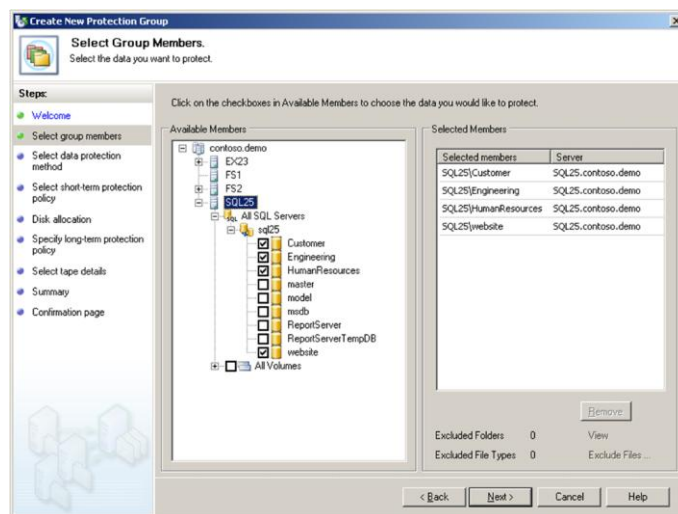 Create New Protection Group
Select Group Members.
Select the data you want to protect.
Steps:
Welcome
Select group members
Select data protection
method
Select short-term protection
policy
Disk allocation
Specify long-term protection
policy
Select tape details
Summary
Confirmation page
Click on the checkboxes in Available Members to choose the data you would like to protect.
Available Members
contoso.demo
EX23
FS1
FS2
SQL25
All SQL Servers
sql25
Customer
Engineering
HumanResources
master
model
msdb
ReportServer
ReportServerTempDB
website
All Volumes
Selected Members
Selected members Server
SQL25\Customer SQL25.contoso.demo
SQL25\Engineering SQL25.contoso.demo
SQL25\HumanResources SQL25.contoso.demo
SQL25\website SQL25.contoso.demo
Remove
Excluded Folders 0 View
Excluded File Types 0 Exclude Files ...
< Back Next > Cancel Help